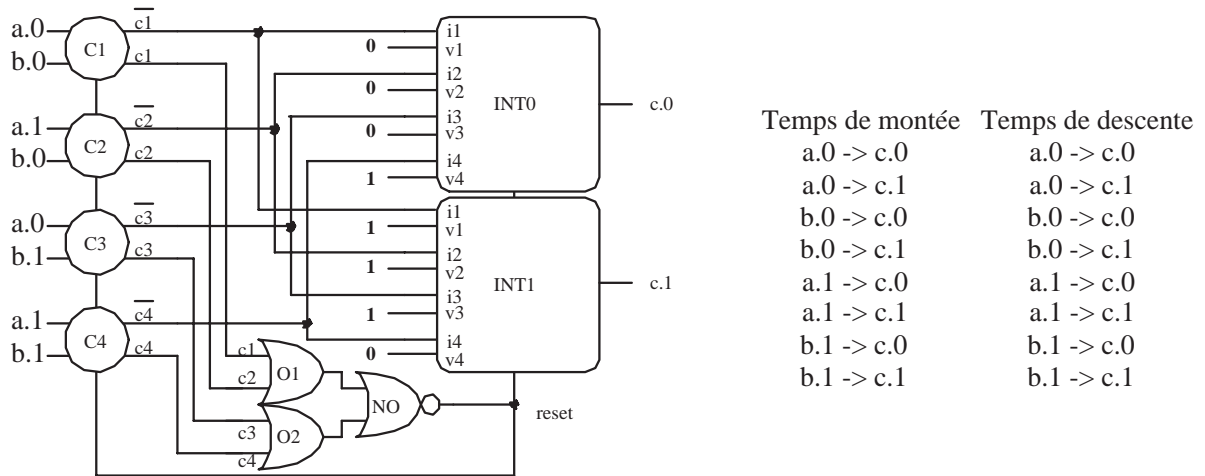 a.0 C1 c1
b.0 c1
a.1 C2 c2
b.0 c2
a.0 C3 c3
b.1 c3
a.1 C4 c4
b.1 c4
i1
0 v1
i2
0 v2
INT0 c.0
i3
0 v3
i4
1 v4
i1
1 v1
i2
1 v2
INT1 c.1
i3
1 v3
i4
0 v4
c1
c2 O1
NO
reset
c3 O2
c4
Temps de montée Temps de descente
a.0 -> c.0 a.0 -> c.0
a.0 -> c.1 a.0 -> c.1
b.0 -> c.0 b.0 -> c.0
b.0 -> c.1 b.0 -> c.1
a.1 -> c.0 a.1 -> c.0
a.1 -> c.1 a.1 -> c.1
b.1 -> c.0 b.1 -> c.0
b.1 -> c.1 b.1 -> c.1